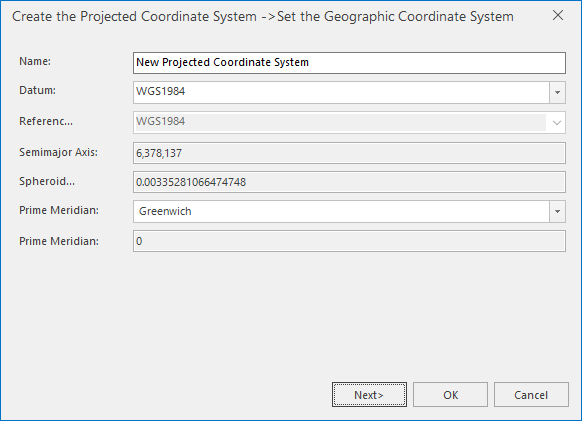 Create the Projected Coordinate System ->Set the Geographic Coordinate System
Name: New Projected Coordinate System
Datum: WGS1984
Referenc... WGS1984
Semimajor Axis: 6,378,137
Spheroid... 0.00335281066474748
Prime Meridian: Greenwich
Prime Meridian: 0
Next> OK Cancel